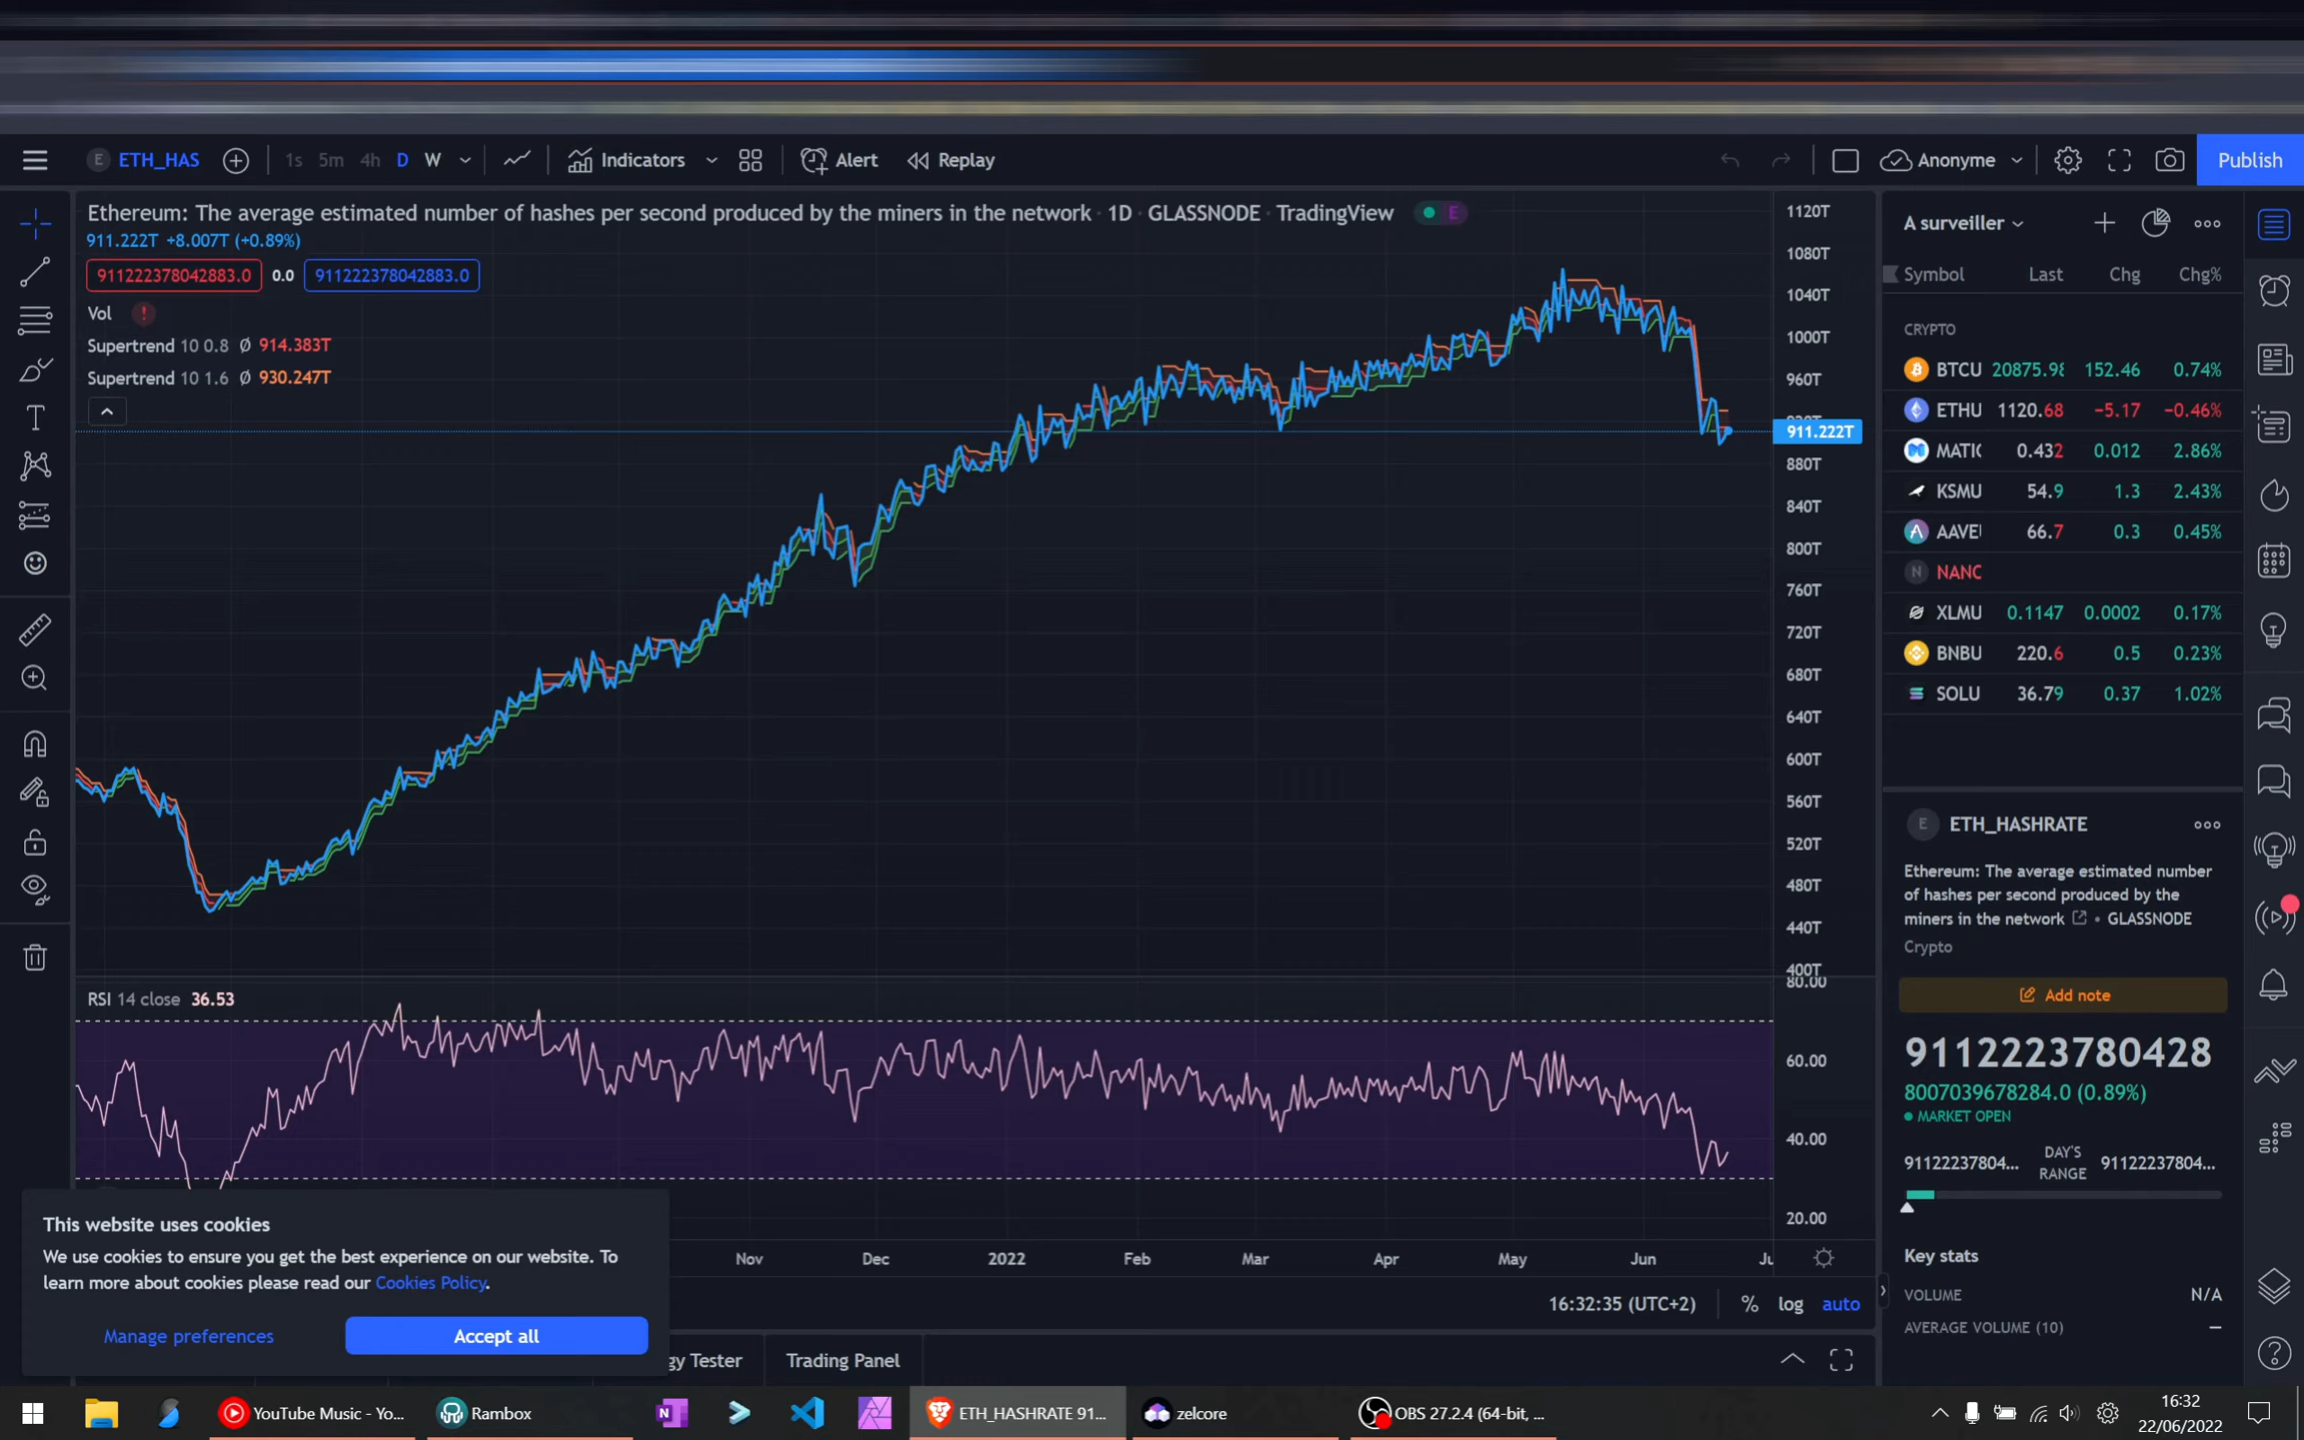 ETH_HAS 1s 5m 4h D W Indicators Alert Replay Anonyme Publish
Ethereum: The average estimated number of hashes per second produced by the miners in the network · 1D · GLASSNODE · TradingView E
911.222T +8.007T (+0.89%)
911222378042883.0 0.0 911222378042883.0
Vol !
Supertrend 10 0.8 Ø 914.383T
Supertrend 10 1.6 Ø 930.247T
1120T
1080T
1040T
1000T
960T
911.222T
880T
840T
800T
760T
720T
680T
640T
600T
560T
520T
480T
440T
400T
RSI 14 close 36.53
80.00
60.00
40.00
20.00
Nov Dec 2022 Feb Mar Apr May Jun Ju
16:32:35 (UTC+2) % log auto
gy Tester Trading Panel
This website uses cookies
We use cookies to ensure you get the best experience on our website. To
learn more about cookies please read our Cookies Policy.
Manage preferences Accept all
A surveiller
Symbol Last Chg Chg%
CRYPTO
BTCU 20875.98 152.46 0.74%
ETHU 1120.68 −5.17 −0.46%
MATIC 0.432 0.012 2.86%
KSMU 54.9 1.3 2.43%
AAVE 66.7 0.3 0.45%
N NANC
XLMU 0.1147 0.0002 0.17%
BNBU 220.6 0.5 0.23%
SOLU 36.79 0.37 1.02%
E ETH_HASHRATE
Ethereum: The average estimated number
of hashes per second produced by the
miners in the network • GLASSNODE
Crypto
Add note
9112223780428
8007039678284.0 (0.89%)
MARKET OPEN
91122237804... DAY'S RANGE 91122237804...
Key stats
VOLUME N/A
AVERAGE VOLUME (10) —
YouTube Music - Yo... Rambox ETH_HASHRATE 91... zelcore OBS 27.2.4 (64-bit, ...
16:32
22/06/2022